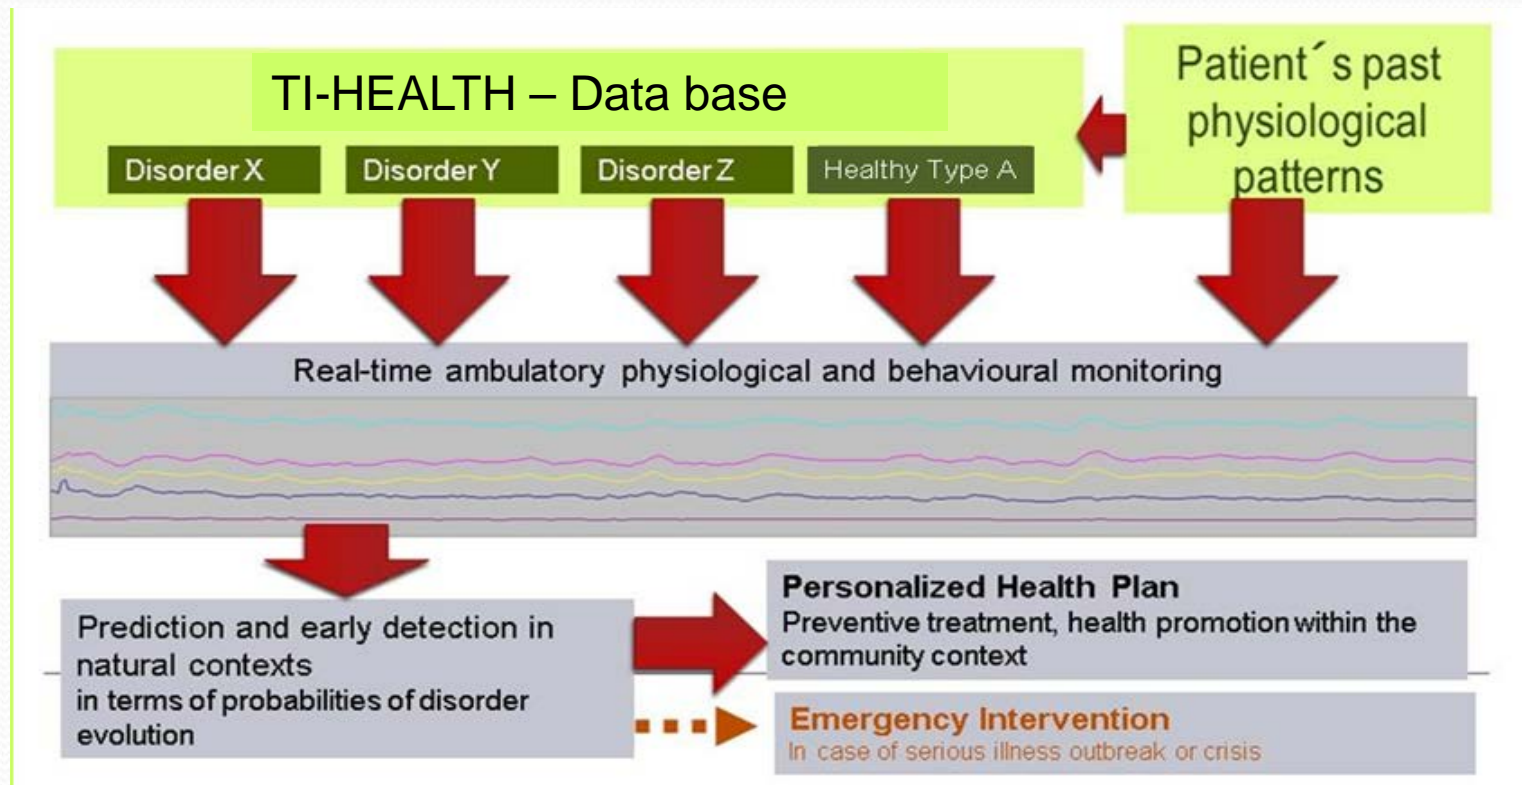 TI-HEALTH – Data base
Patient´s past
physiological
patterns
Disorder X
Disorder Y
Disorder Z
Healthy Type A
Real-time ambulatory physiological and behavioural monitoring
Prediction and early detection in
natural contexts
in terms of probabilities of disorder
evolution
Personalized Health Plan
Preventive treatment, health promotion within the
community context
Emergency Intervention
In case of serious illness outbreak or crisis